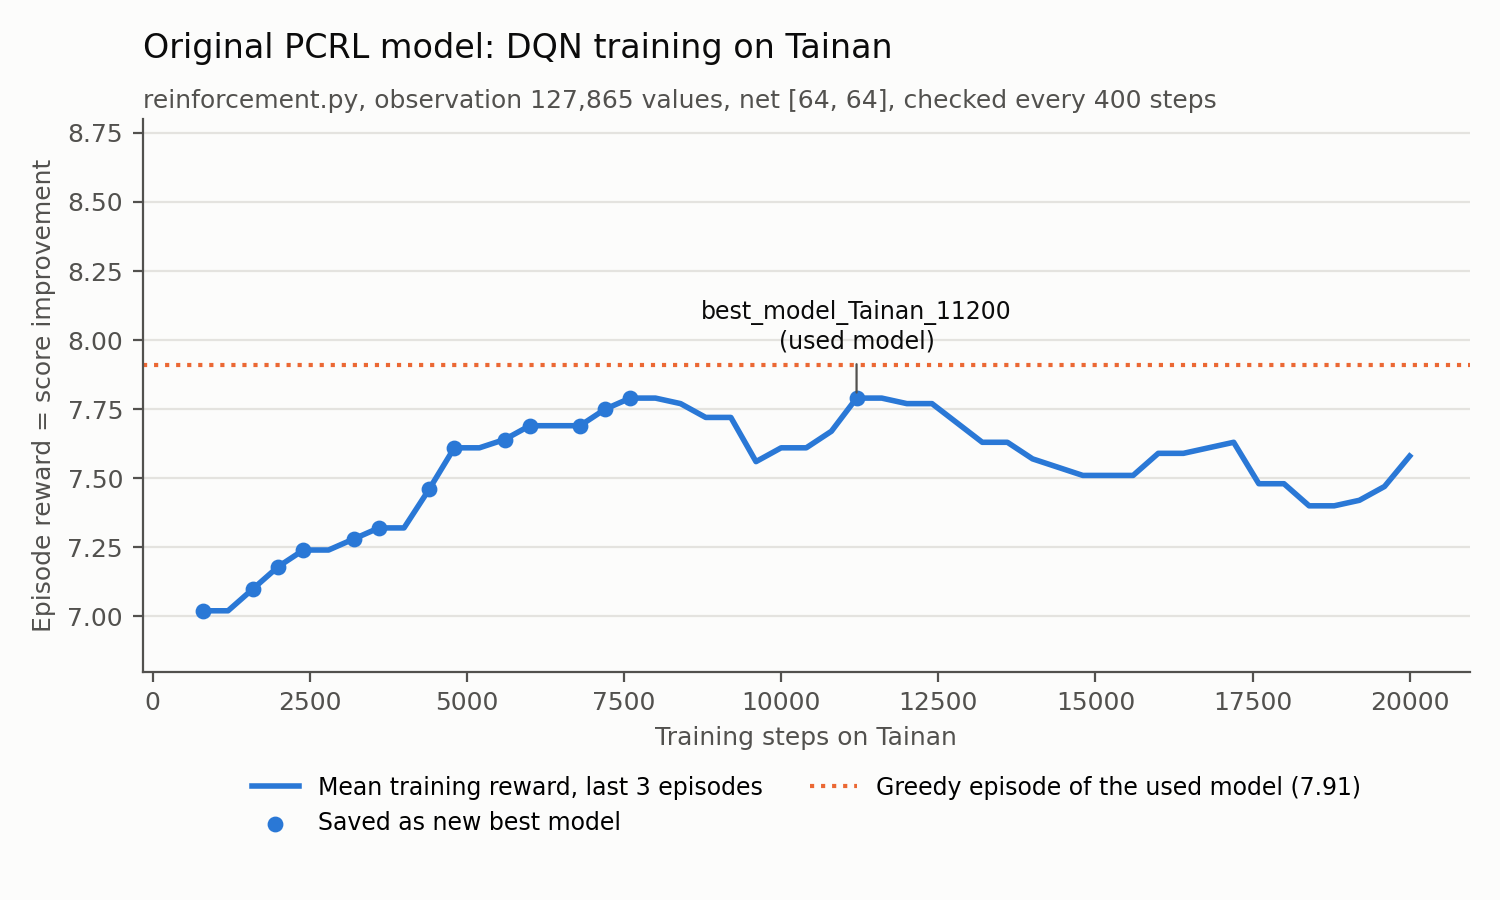 Original PCRL model: DQN training on Tainan
reinforcement.py, observation 127,865 values, net [64, 64], checked every 400 steps
Episode reward = score improvement
8.75
8.50
8.25
8.00
7.75
7.50
7.25
7.00
best_model_Tainan_11200
(used model)
0 2500 5000 7500 10000 12500 15000 17500 20000
Training steps on Tainan
Mean training reward, last 3 episodes
Saved as new best model
Greedy episode of the used model (7.91)